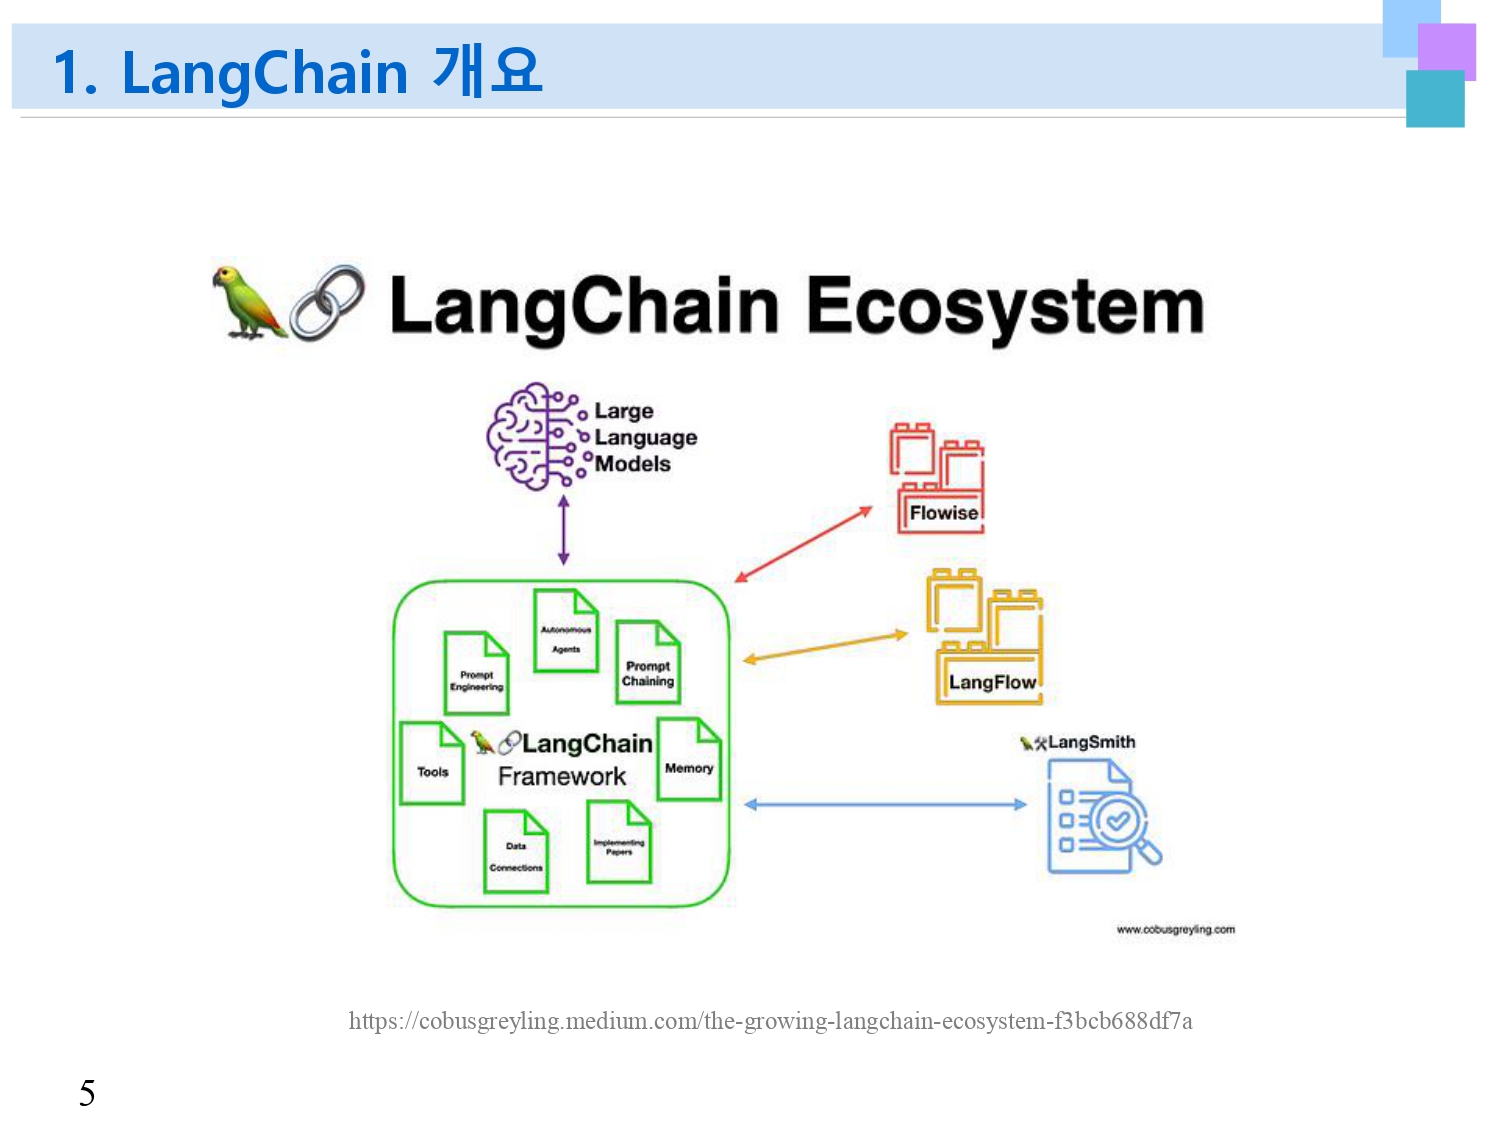 1. LangChain 개요
LangChain Ecosystem
Large
Language
Models
Flowise
Autonomous
Agents
Prompt
Chaining
Prompt
Engineering
LangFlow
LangChain
Framework
Tools
Memory
LangSmith
Data
Connections
Implementing
Papers
www.cobusgreyling.com
https://cobusgreyling.medium.com/the-growing-langchain-ecosystem-f3bcb688df7a
5